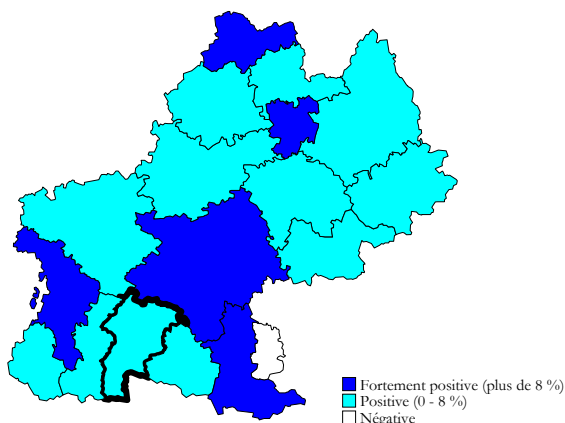 Fortement positive (plus de 8 %)
Positive (0 - 8 %)
Négative